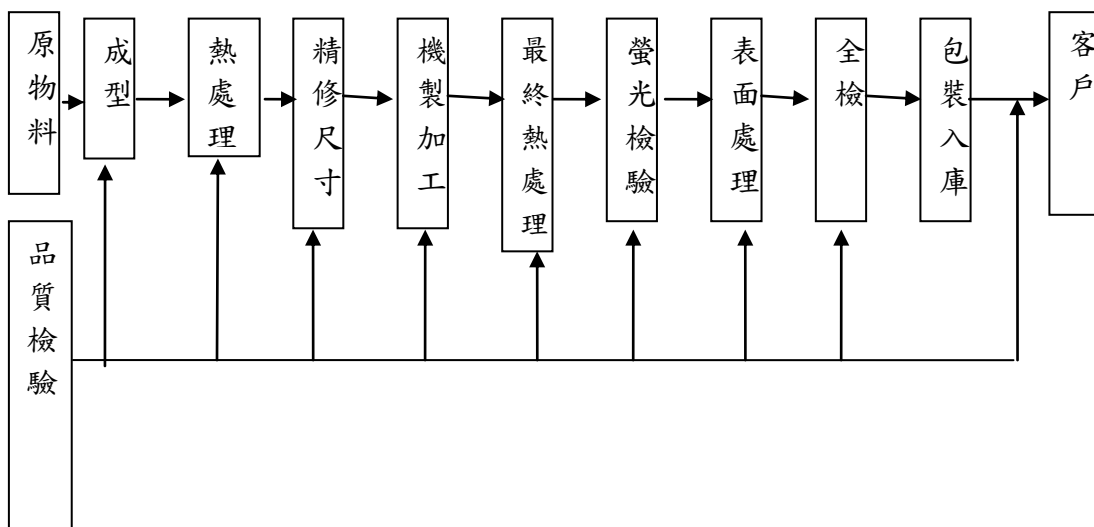 原物料
成型
熱處理
精修尺寸
機製加工
最終熱處理
螢光檢驗
表面處理
全檢
包裝入庫
客戶
品質檢驗